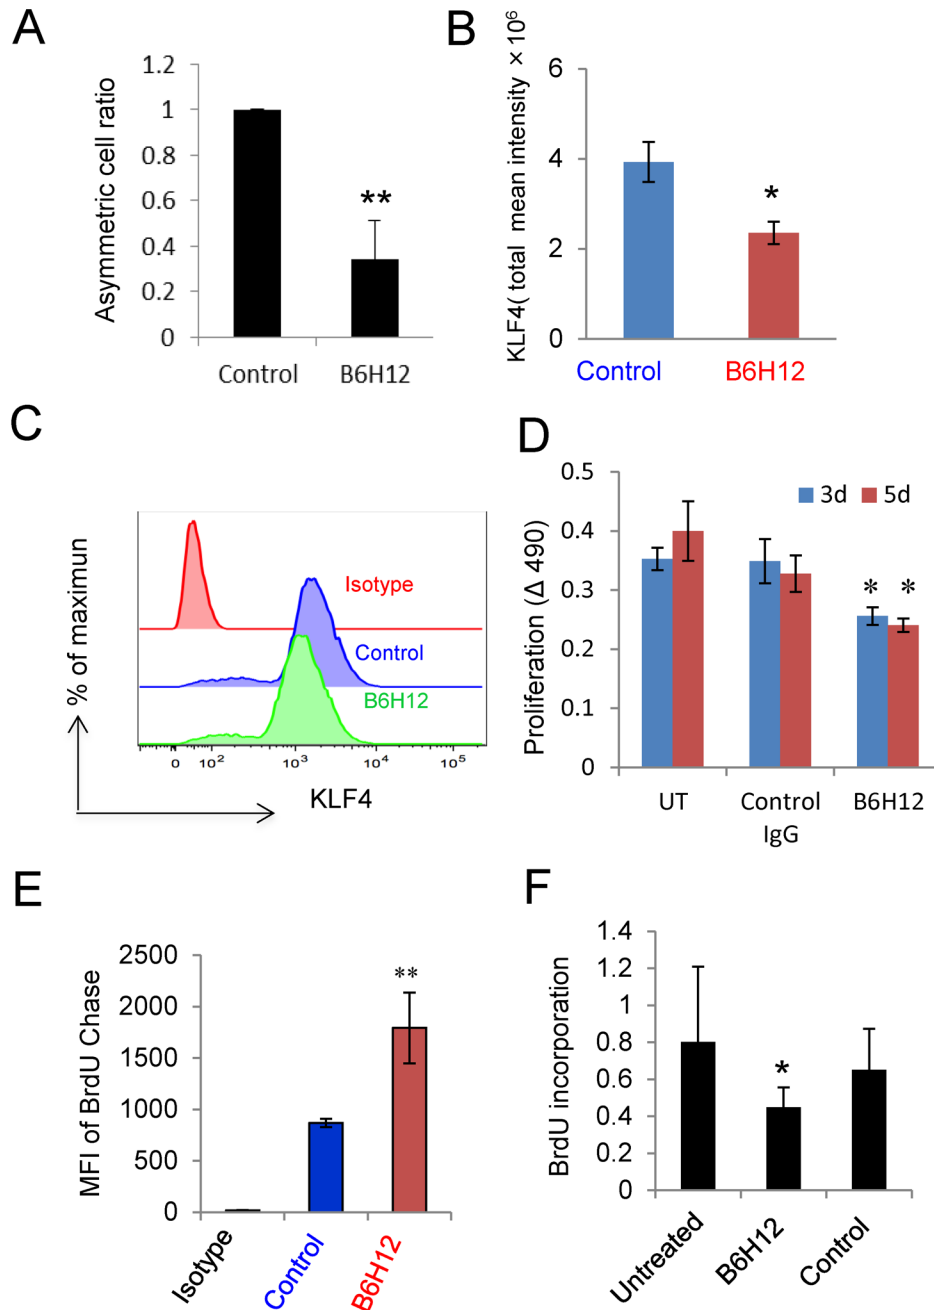 A
Asymmetric cell ratio
1.2
1
0.8
0.6
0.4
0.2
0
**
Control
B6H12
B
KLF4( total mean intensity ×10⁶
6
4
2
0
*
Control
B6H12
C
% of maximun
Isotype
Control
B6H12
0
10²
10³
10⁴
10⁵
KLF4
D
Proliferation (Δ 490)
0.5
0.4
0.3
0.2
0.1
0
3d
5d
*
*
UT
Control
IgG
B6H12
E
MFI of BrdU Chase
2500
2000
1500
1000
500
0
**
Isotype
Control
B6H12
F
BrdU incorporation
1.4
1.2
1
0.8
0.6
0.4
0.2
0
*
Untreated
B6H12
Control